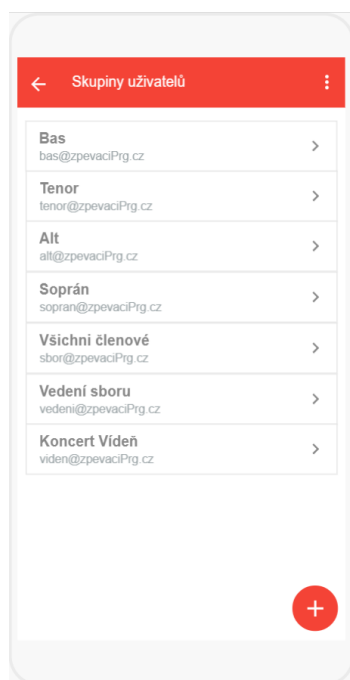 Skupiny uživatelů
Bas
bas@zpevaciPrg.cz
Tenor
tenor@zpevaciPrg.cz
Alt
alt@zpevaciPrg.cz
Soprán
sopran@zpevaciPrg.cz
Všichni členové
sbor@zpevaciPrg.cz
Vedení sboru
vedeni@zpevaciPrg.cz
Koncert Vídeň
viden@zpevaciPrg.cz